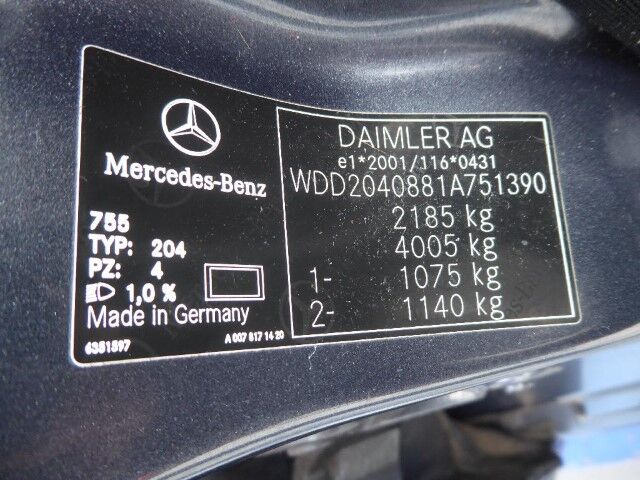 Mercedes-Benz
755
TYP: 204
PZ: 4
1,0 %
Made in Germany
6351597
A 007 817 14 20
DAIMLER AG
e1*2001/116*0431
WDD2040881A751390
2185 kg
4005 kg
1- 1075 kg
2- 1140 kg